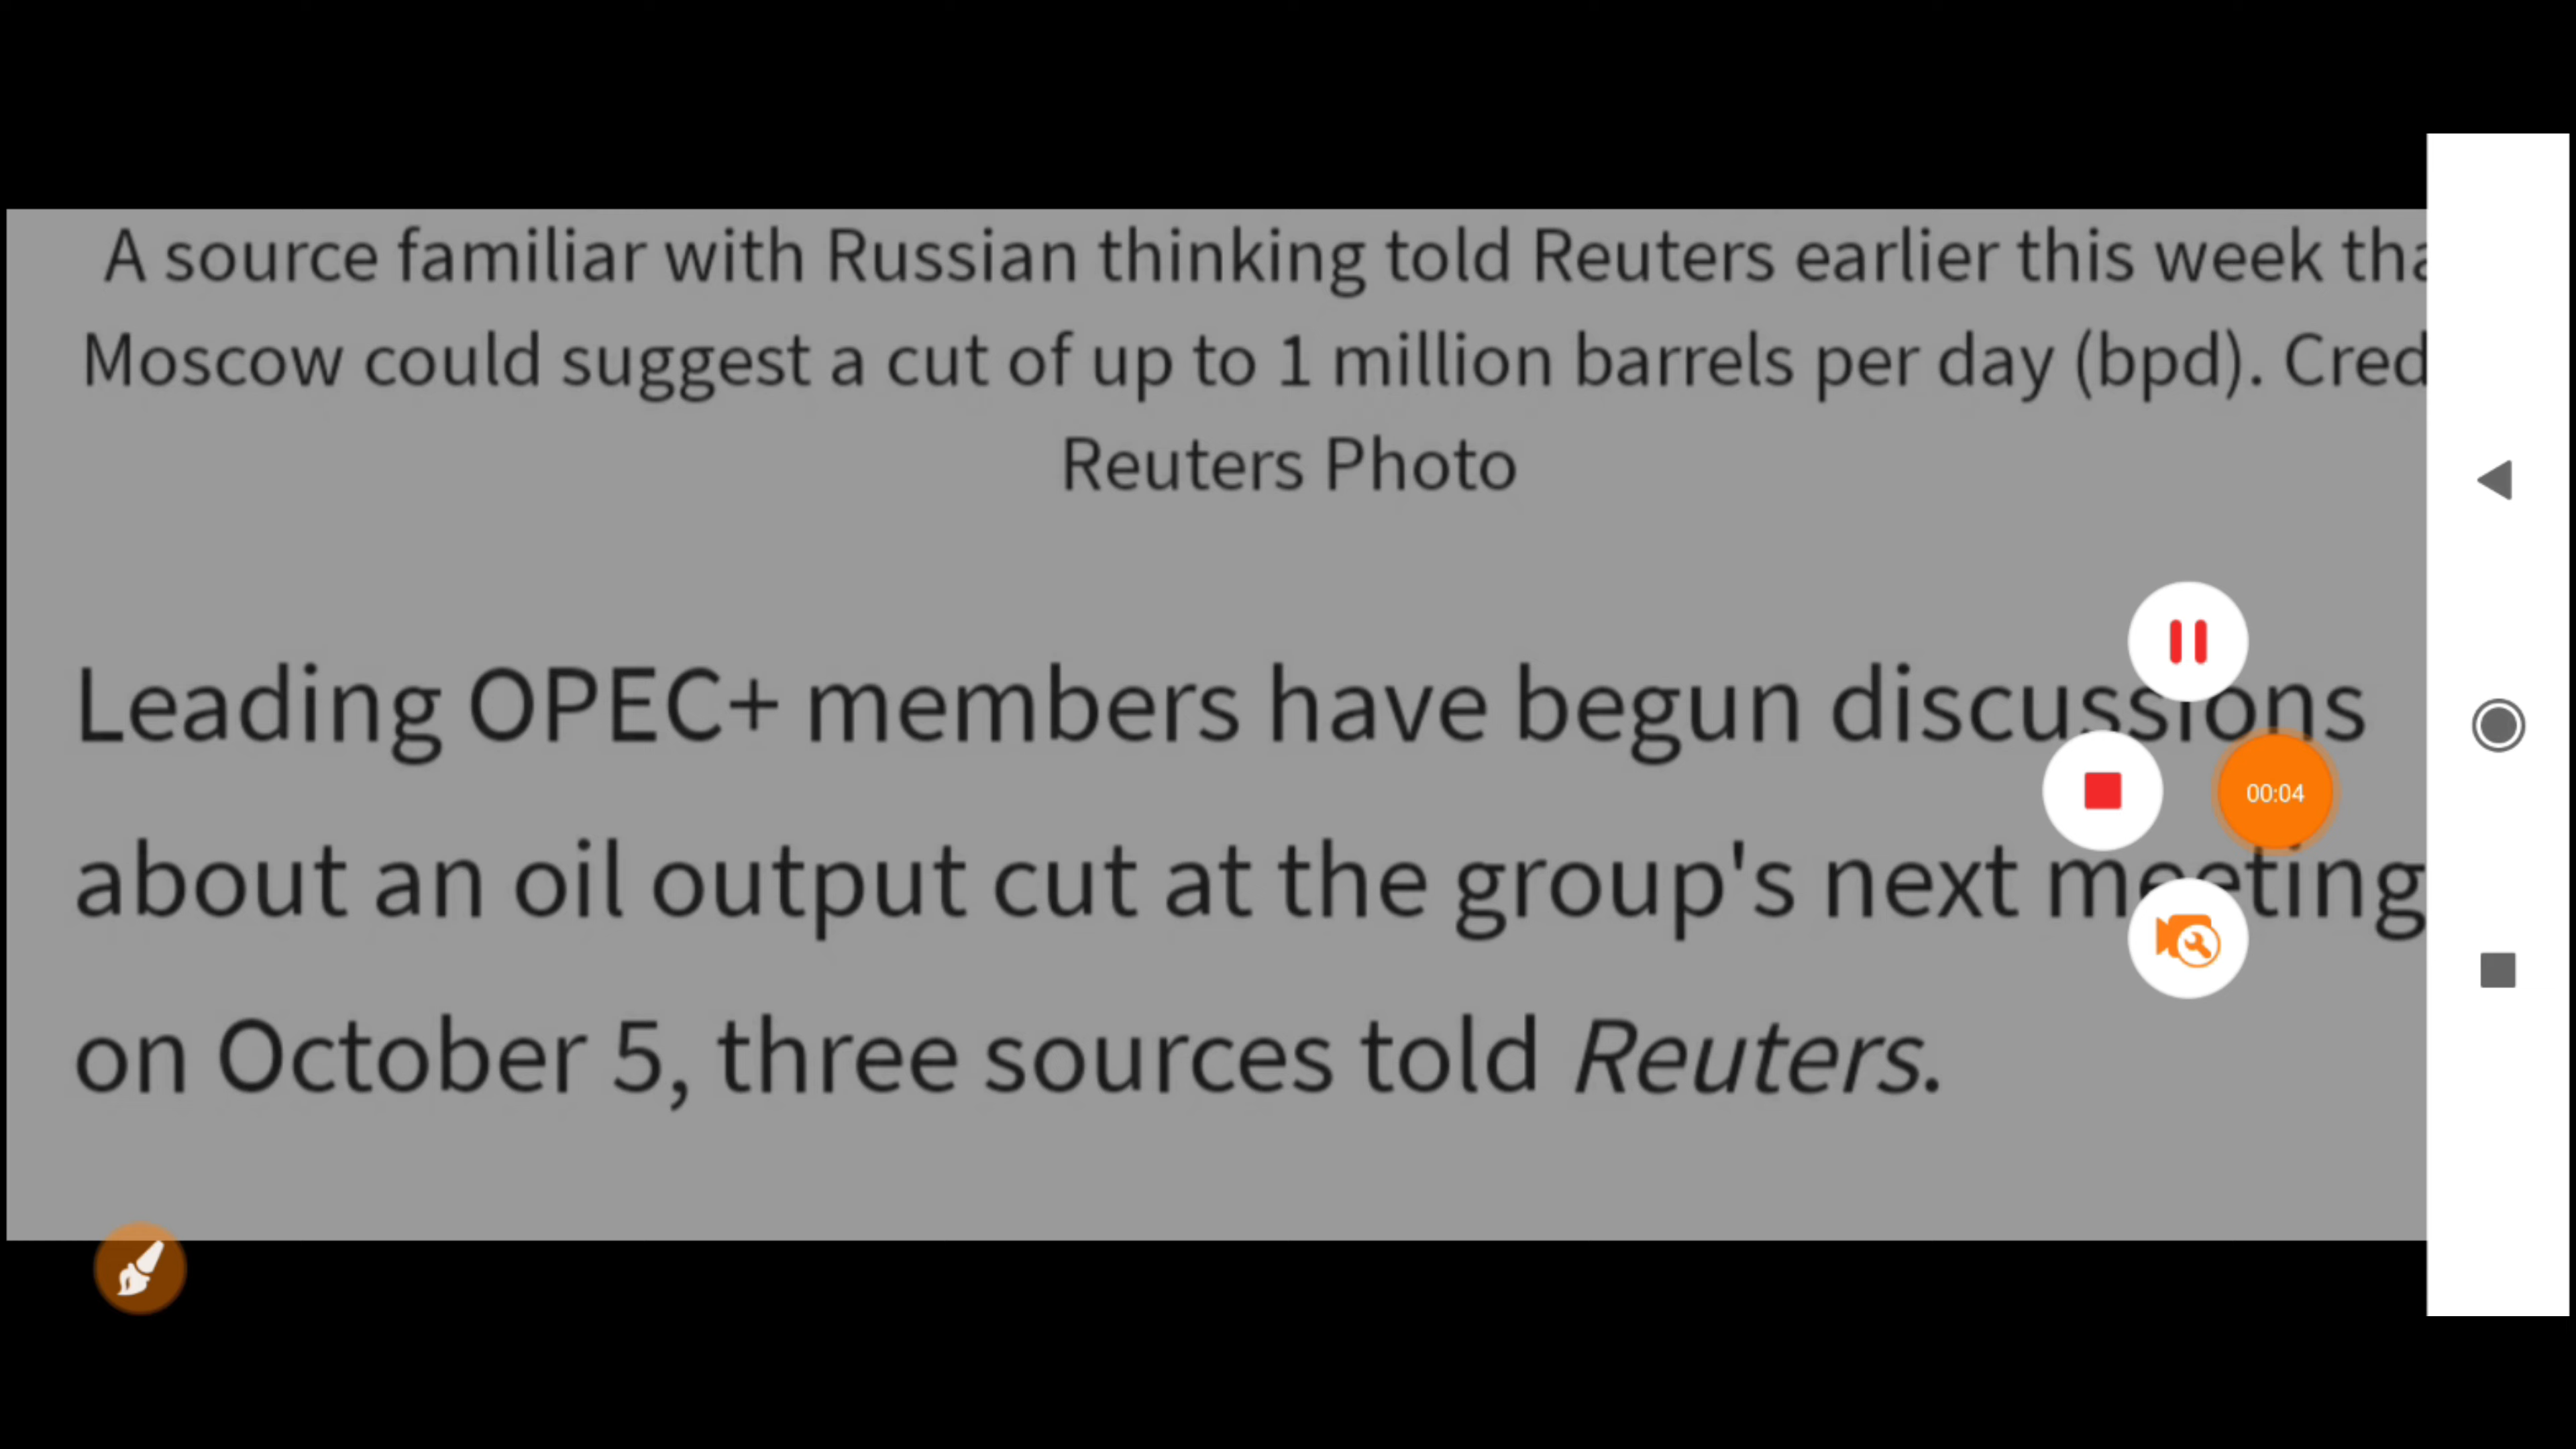 A source familiar with Russian thinking told Reuters earlier this week
Moscow could suggest a cut of up to 1 million barrels per day (bpd).
Reuters Photo
Leading OPEC+ members have begun discussions
about an oil output cut at the group's next meeting
on October 5, three sources told Reuters.
00:04